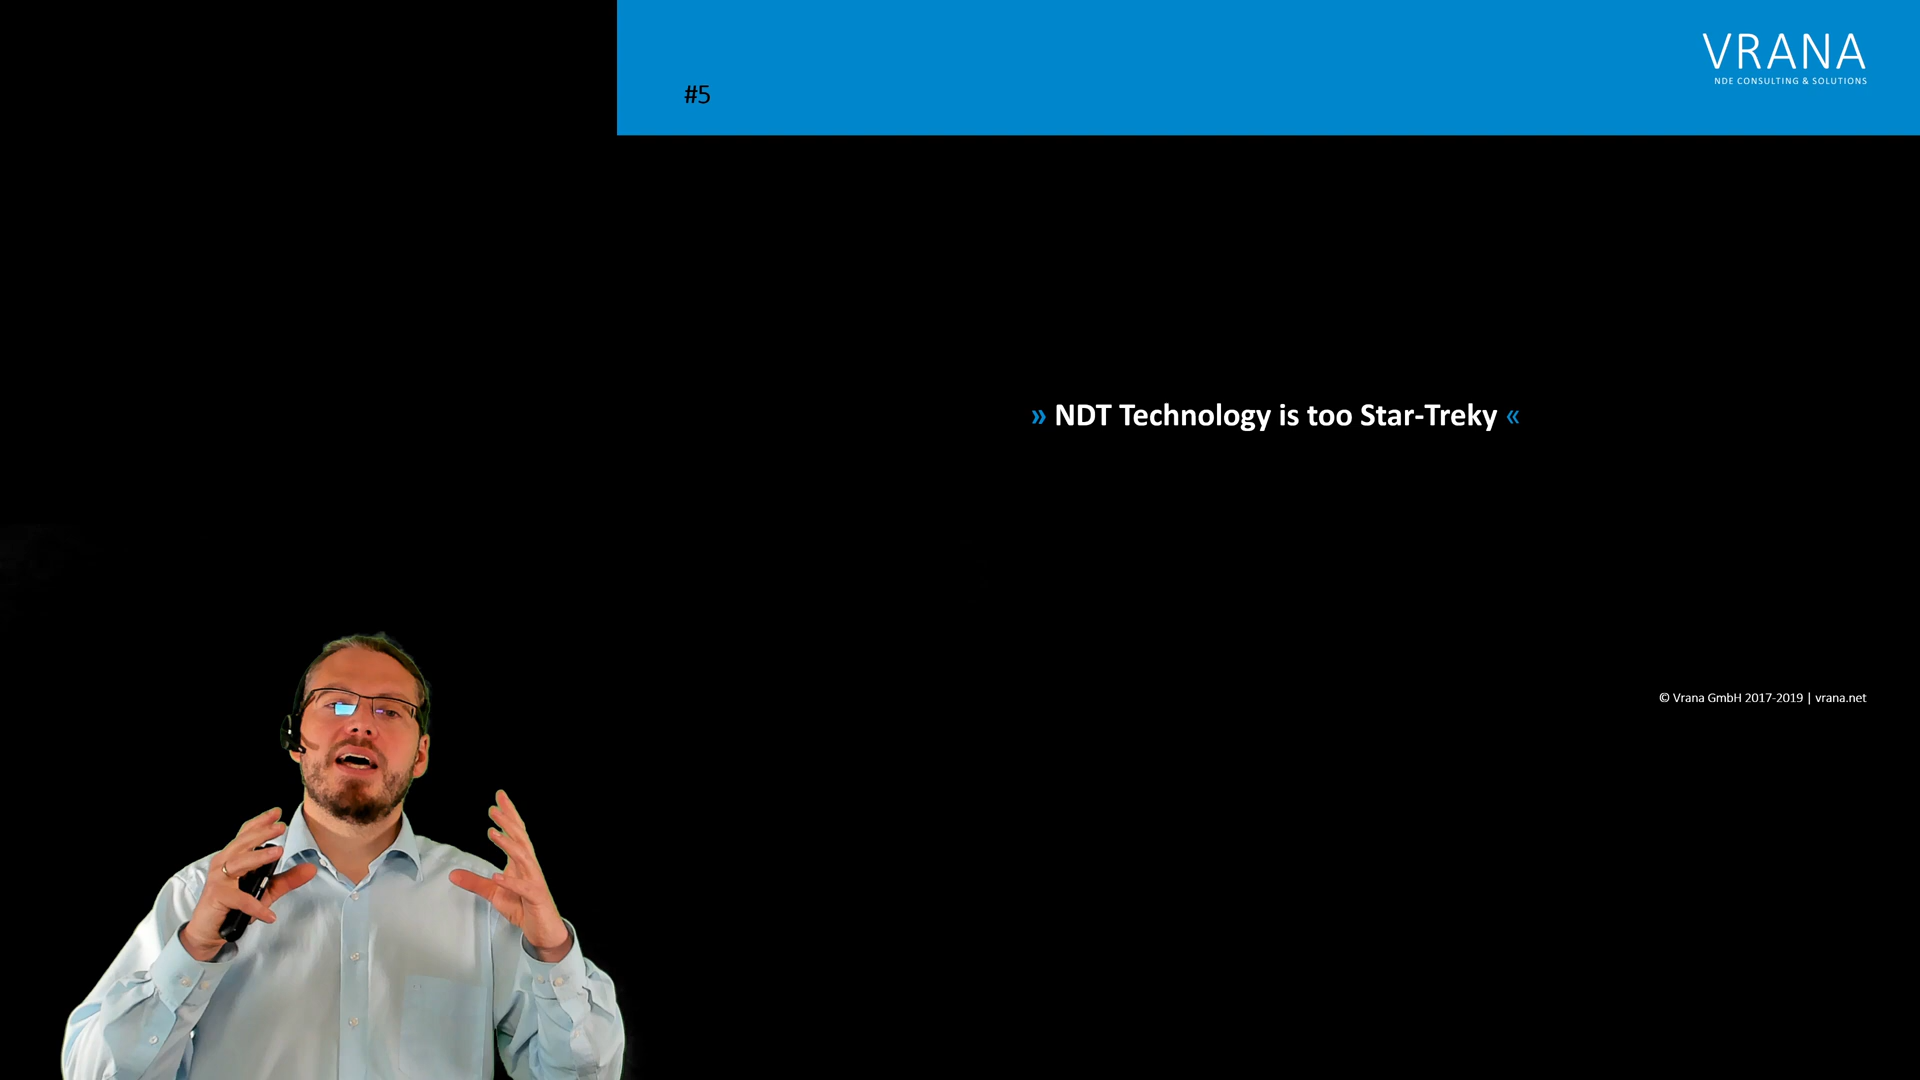 #5
VRANA
NDE CONSULTING & SOLUTIONS
» NDT Technology is too Star-Treky «
© Vrana GmbH 2017-2019 | vrana.net